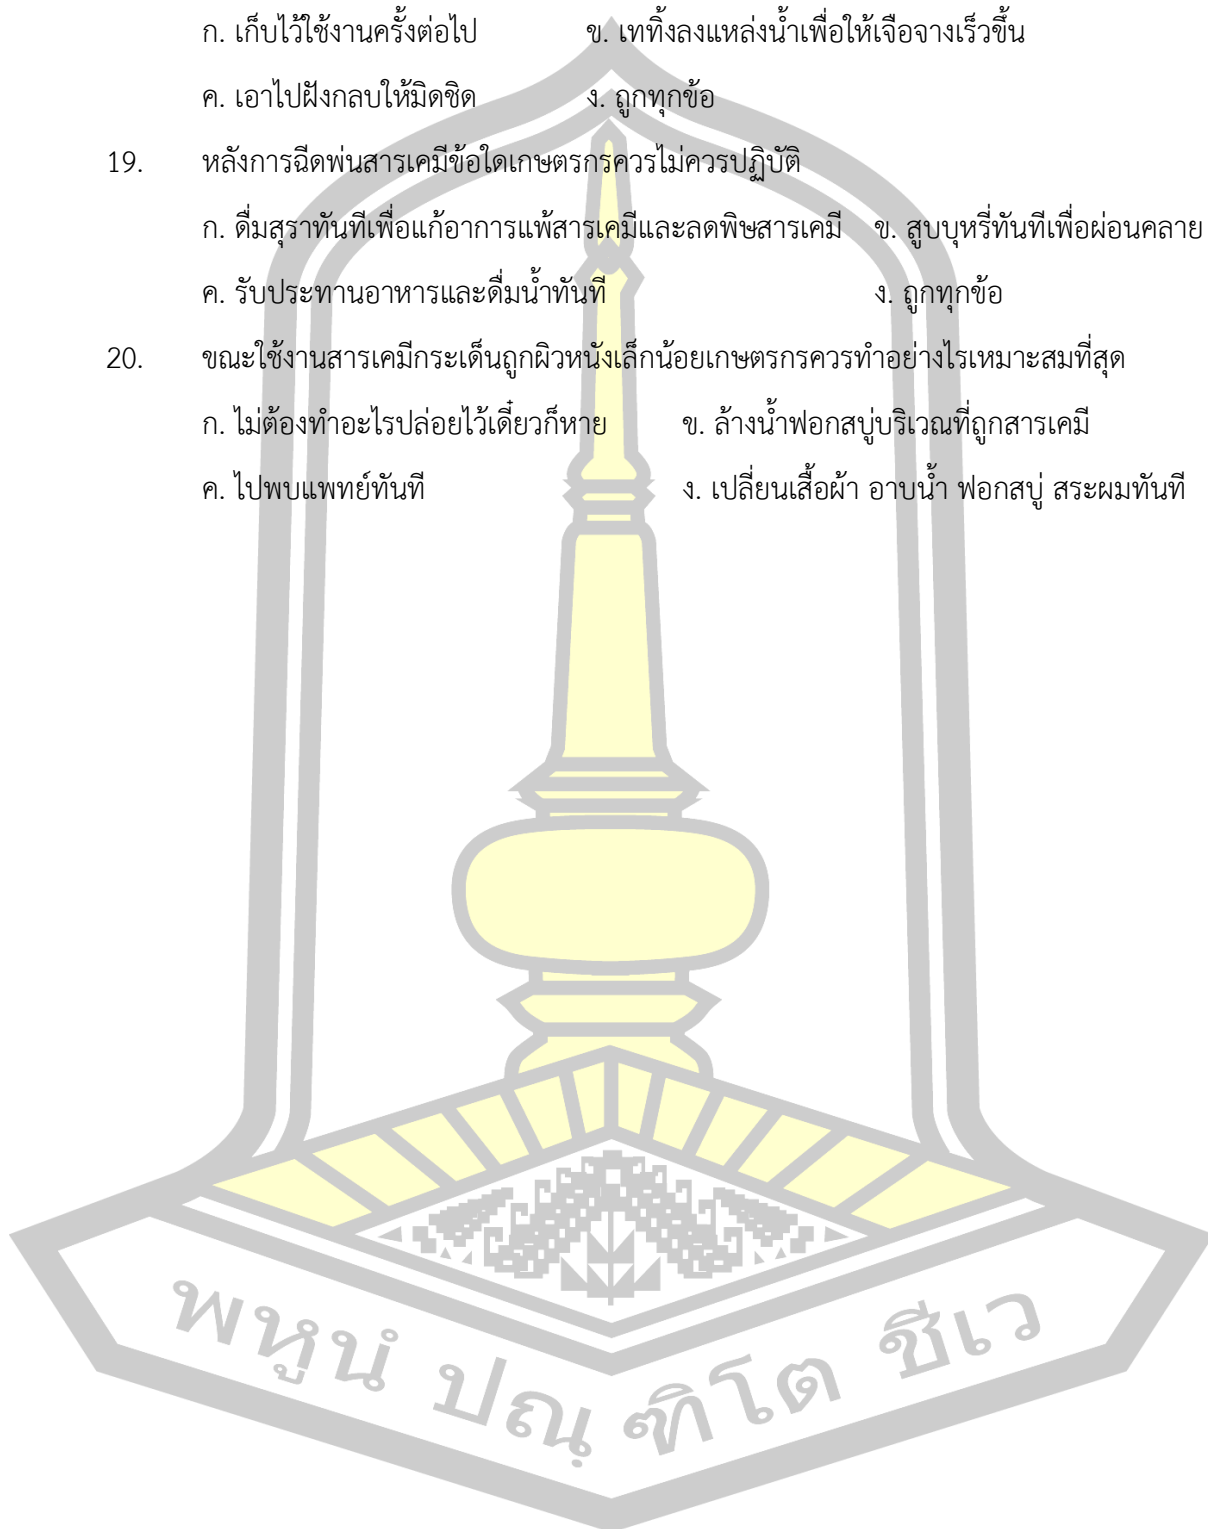 ก. เก็บไว้ใช้งานครั้งต่อไป ข. เททิ้งลงแหล่งน้ำเพื่อให้เจือจางเร็วขึ้น
ค. เอาไปฝังกลบให้มิดชิด ง. ถูกทุกข้อ
19. หลังการฉีดพ่นสารเคมีข้อใดเกษตรกรควรไม่ควรปฏิบัติ
ก. ดื่มสุราทันทีเพื่อแก้อาการแพ้สารเคมีและลดพิษสารเคมี ข. สูบบุหรี่ทันทีเพื่อผ่อนคลาย
ค. รับประทานอาหารและดื่มน้ำทันที ง. ถูกทุกข้อ
20. ขณะใช้งานสารเคมีกระเด็นถูกผิวหนังเล็กน้อยเกษตรกรควรทำอย่างไรเหมาะสมที่สุด
ก. ไม่ต้องทำอะไรปล่อยไว้เดี๋ยวก็หาย ข. ล้างน้ำฟอกสบู่บริเวณที่ถูกสารเคมี
ค. ไปพบแพทย์ทันที ง. เปลี่ยนเสื้อผ้า อาบน้ำ ฟอกสบู่ สระผมทันที
พหูนํ ปณฺฑิโต ชีเว